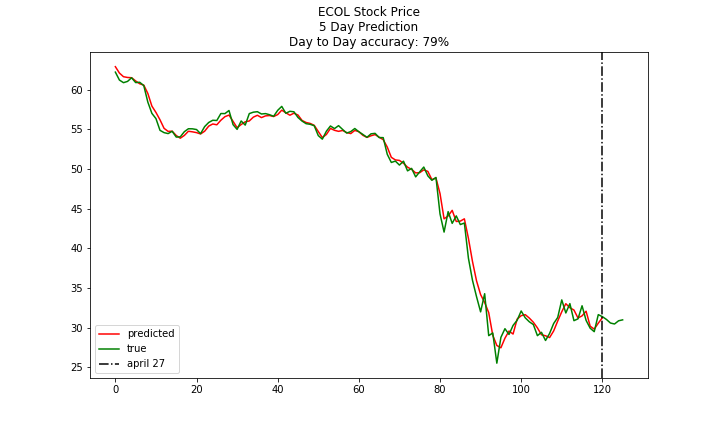 ECOL Stock Price
5 Day Prediction
Day to Day accuracy: 79%
60
55
50
45
40
35
30
25
predicted
true
april 27
0 20 40 60 80 100 120